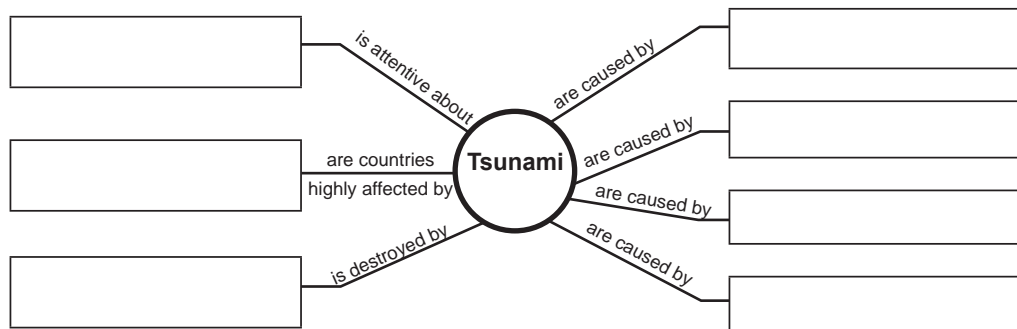 is attentive about
are caused by
are caused by
are countries
Tsunami
highly affected by
are caused by
is destroyed by
are caused by